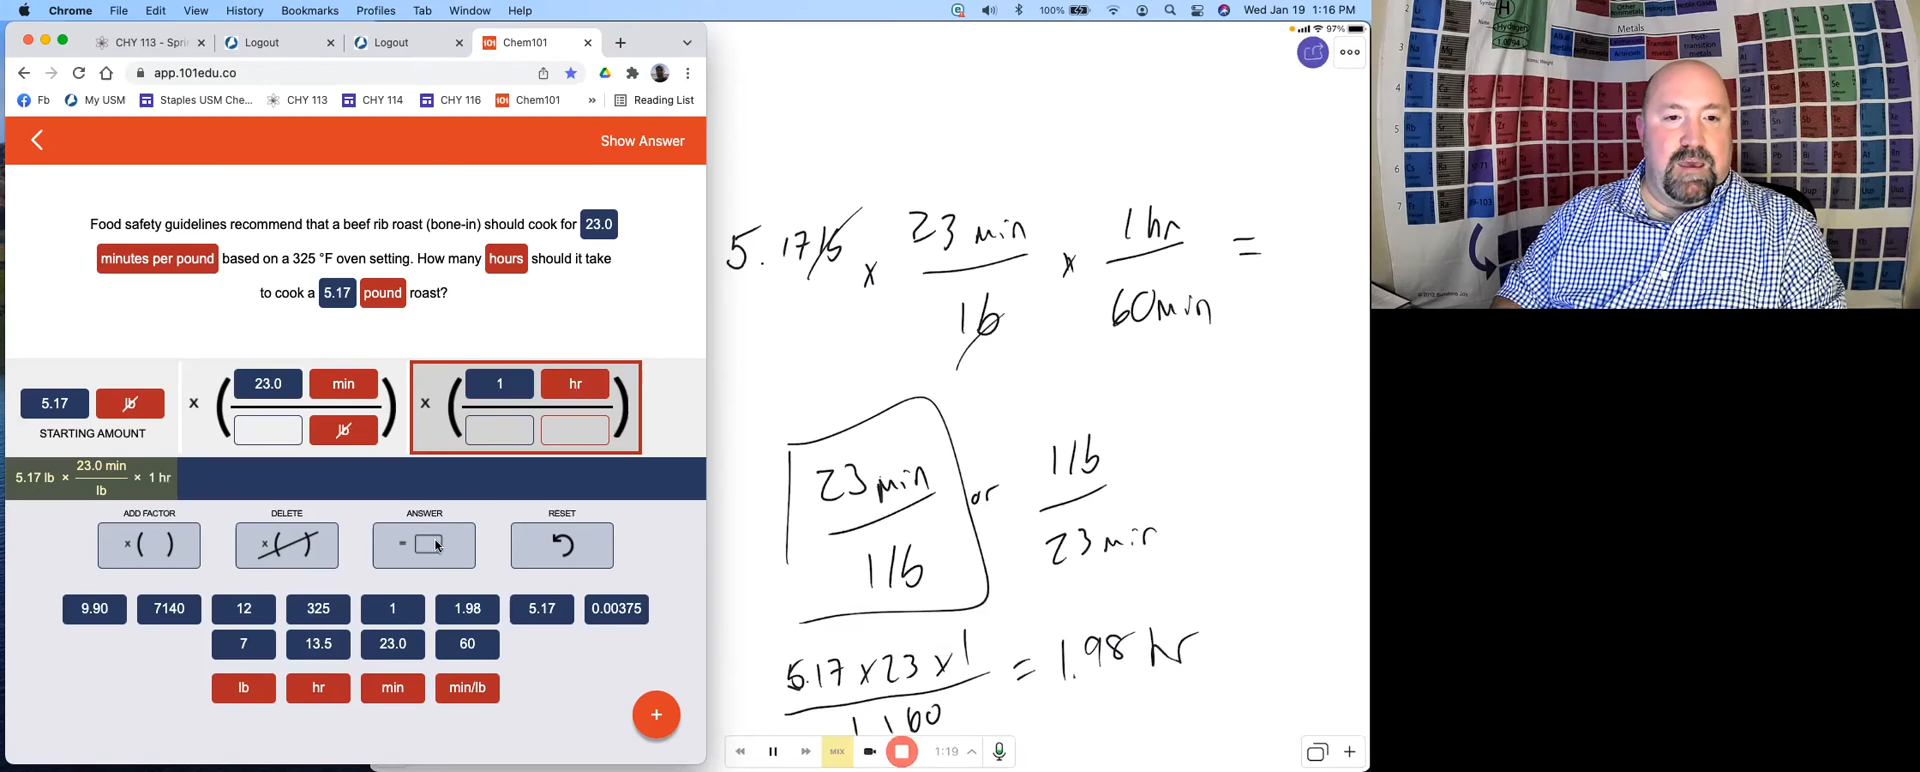 Chrome File Edit View History Bookmarks Profiles Tab Window Help
100% Wed Jan 19 1:16 PM
CHY 113 - Spri
Logout
Logout
Chem101
app.101edu.co
Fb My USM Staples USM Che... CHY 113 CHY 114 CHY 116 Chem101 » Reading List
Show Answer
Food safety guidelines recommend that a beef rib roast (bone-in) should cook for 23.0
minutes per pound based on a 325 °F oven setting. How many hours should it take
to cook a 5.17 pound roast?
23.0 min 1 hr
5.17 lb x ( ) x ( )
lb
STARTING AMOUNT
23.0 min
5.17 lb × × 1 hr
lb
ADD FACTOR DELETE ANSWER RESET
×( ) ×( ) =
9.90 7140 12 325 1 1.98 5.17 0.00375
7 13.5 23.0 60
lb hr min min/lb
+
97%
5.17 lb x 23 min x 1 hr =
lb 60 min
23 min or 1 lb
1 lb 23 min
5.17 x 23 x 1 = 1.98 hr
1 1 60
MIX 1:19
Metals